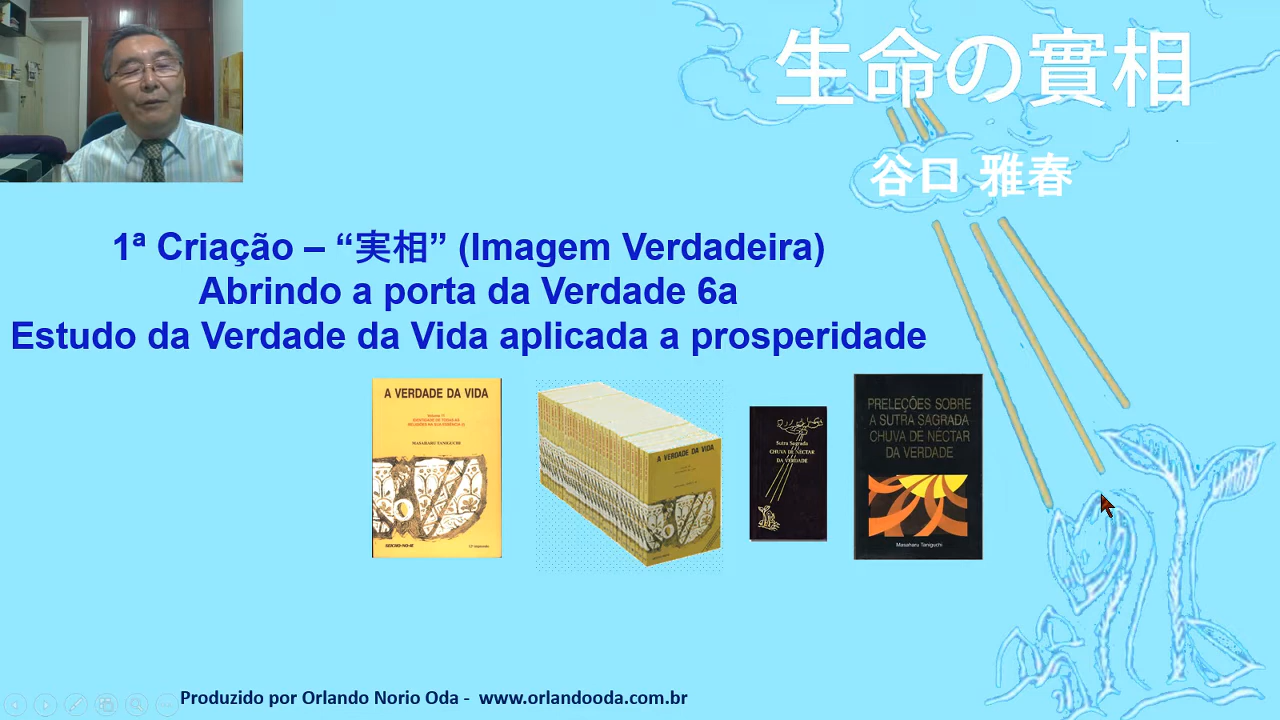 生命の實相
谷口 雅春
1ª Criação – “実相” (Imagem Verdadeira)
Abrindo a porta da Verdade 6a
Estudo da Verdade da Vida aplicada a prosperidade
A VERDADE DA VIDA
MASAHARU TANIGUCHI
SEICHO-NO-IE
A VERDADE DA VIDA
Sutra Sagrada
CHUVA DE NÉCTAR
DA VERDADE
PRELEÇÕES SOBRE
A SUTRA SAGRADA
CHUVA DE NÉCTAR
DA VERDADE
Masaharu Taniguchi
Produzido por Orlando Norio Oda - www.orlandooda.com.br